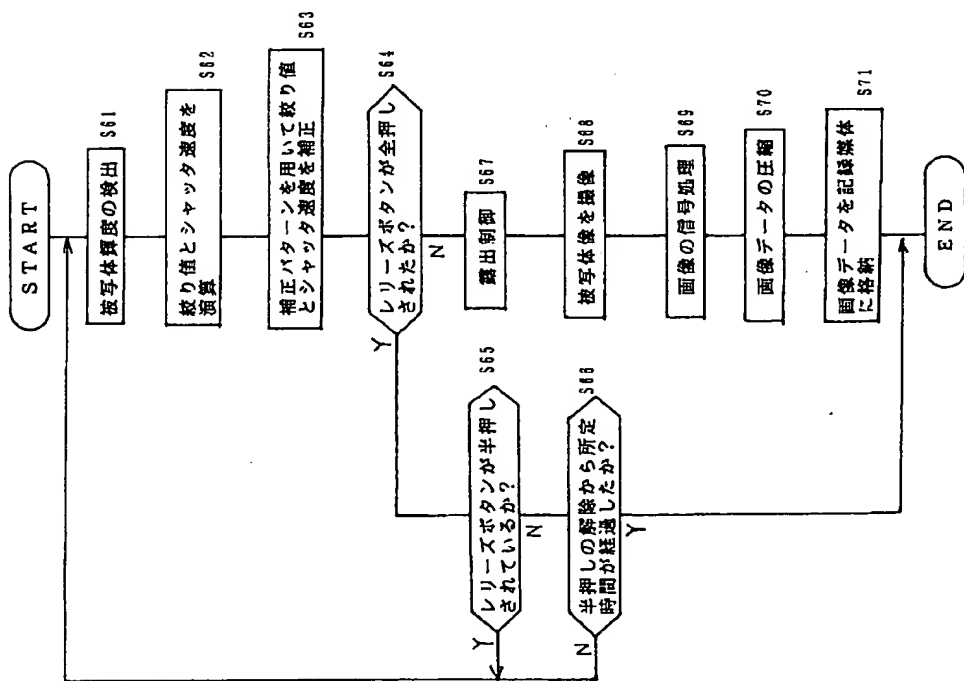 START
被写体輝度の検出
S61
絞り値とシャッタ速度を
演算
S62
補正パターンを用いて絞り値
とシャッタ速度を補正
S63
レリーズボタンが全押し
されたか?
S64
Y
N
レリーズボタンが半押し
されているか?
S65
Y
N
半押しの解除から所定
時間が経過したか?
S66
N
Y
露出制御
S67
被写体像を撮像
S68
画像の信号処理
S69
画像データの圧縮
S70
画像データを記録媒体
に格納
S71
END